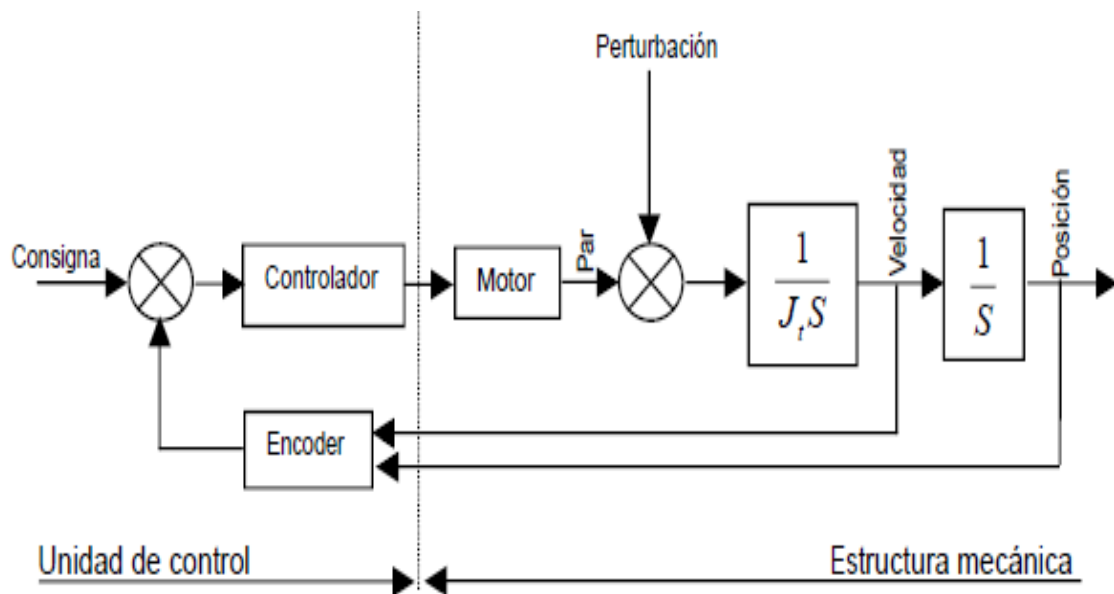 Perturbación
Consigna
Controlador
Motor
Par
1
J_t S
Velocidad
1
S
Posición
Encoder
Unidad de control
Estructura mecánica